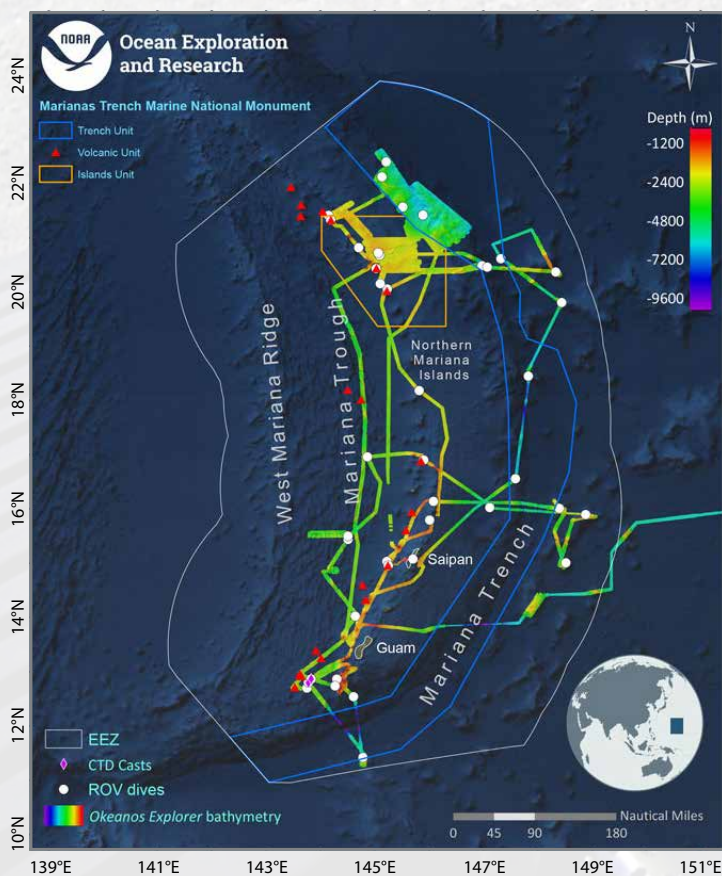 NOAA
Ocean Exploration
and Research
Marianas Trench Marine National Monument
Trench Unit
Volcanic Unit
Islands Unit
N
Depth (m)
-1200
-2400
-4800
-7200
-9600
24°N
22°N
20°N
18°N
16°N
14°N
12°N
10°N
West Mariana Ridge
Mariana Trough
Northern
Mariana
Islands
Saipan
Guam
Mariana Trench
EEZ
CTD Casts
ROV dives
Okeanos Explorer bathymetry
Nautical Miles
0 45 90 180
139°E 141°E 143°E 145°E 147°E 149°E 151°E